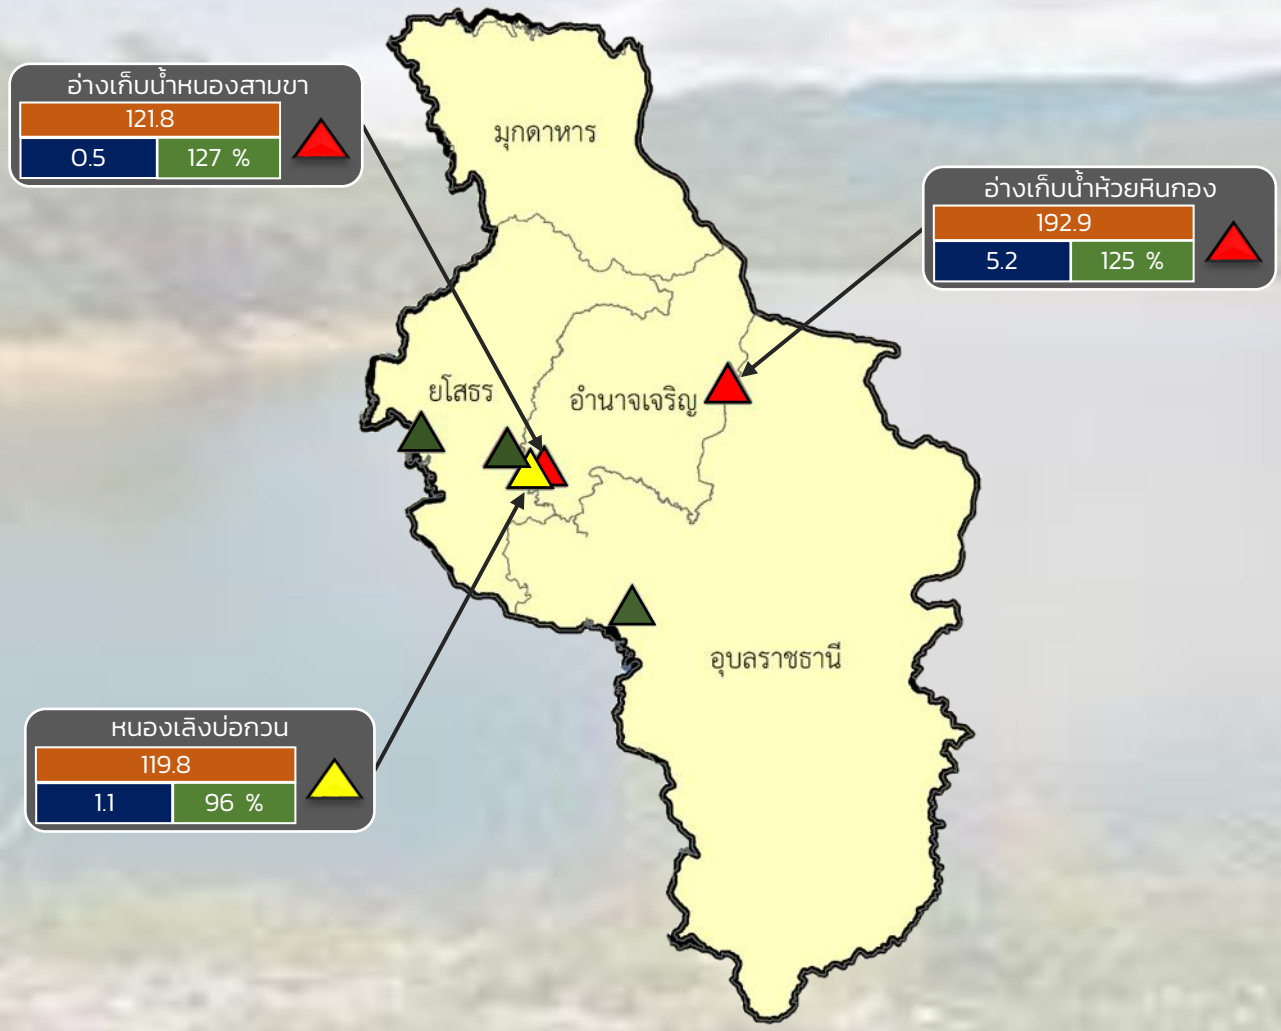 อ่างเก็บน้ำหนองสามขา
121.8
0.5 127 %
มุกดาหาร
อ่างเก็บน้ำห้วยหินกอง
192.9
5.2 125 %
ยโสธร
อำนาจเจริญ
อุบลราชธานี
หนองเลิงบ่อกวน
119.8
1.1 96 %